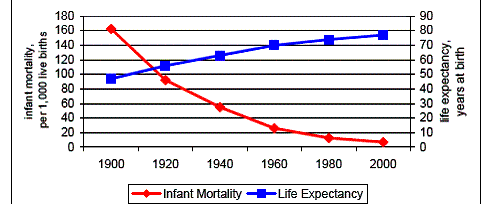 180 90
160 80
140 70
120 60
100 50
80 40
60 30
40 20
20 10
0 0
infant mortality,
per 1,000 live births
life expectancy,
years at birth
1900 1920 1940 1960 1980 2000
Infant Mortality Life Expectancy